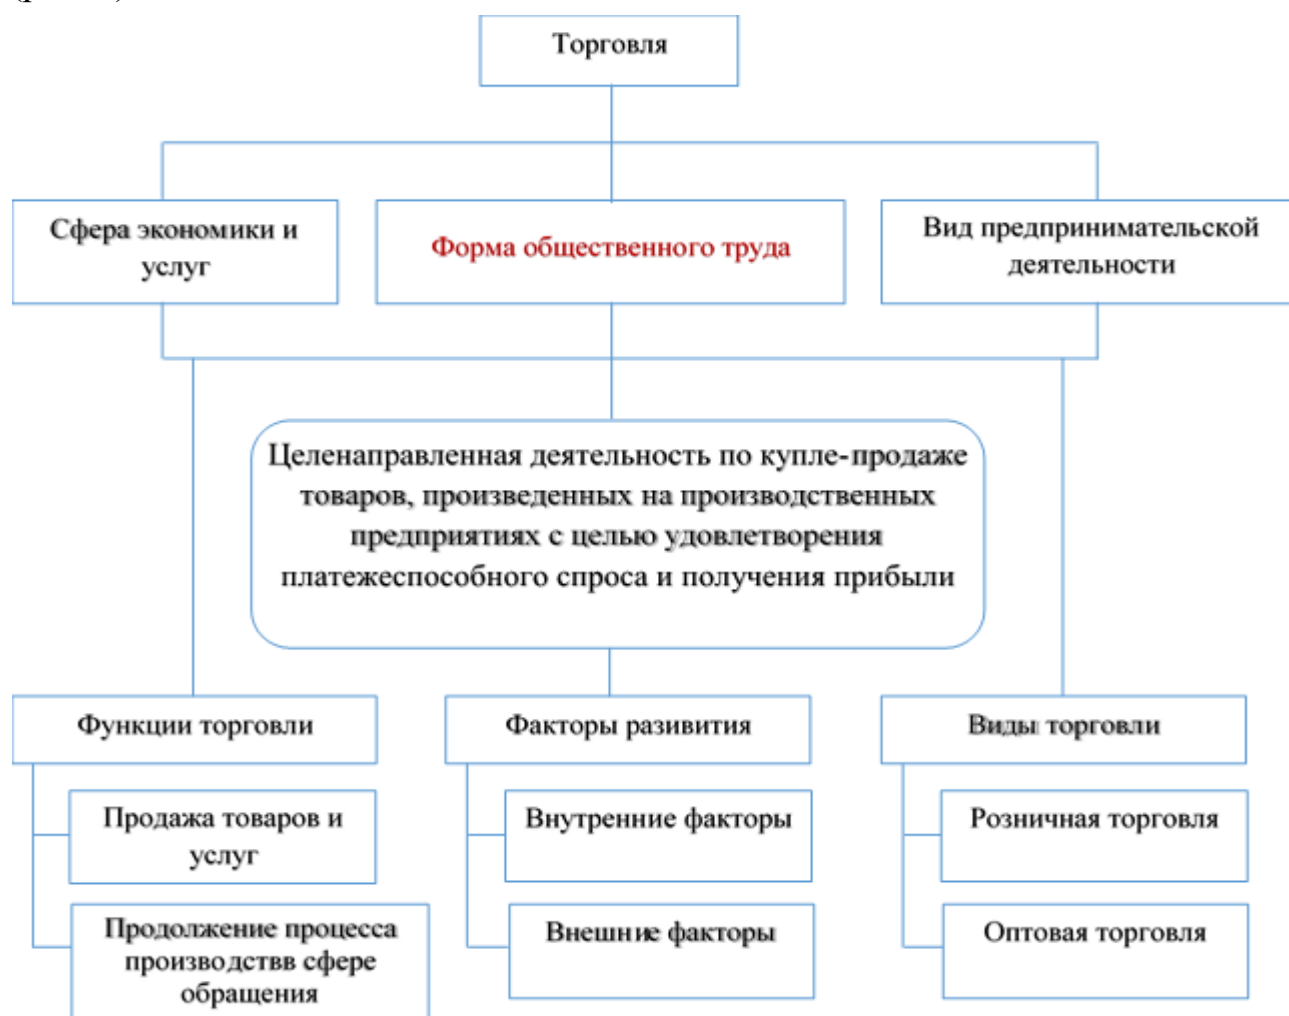 Торговля
Сфера экономики и
услуг
Форма общественного труда
Вид предпринимательской
деятельности
Целенаправленная деятельность по купле-продаже
товаров, произведенных на производственных
предприятиях с целью удовлетворения
платежеспособного спроса и получения прибыли
Функции торговли
Факторы разивития
Виды торговли
Продажа товаров и
услуг
Внутренние факторы
Розничная торговля
Продолжение процесса
производствв сфере
обращения
Внешние факторы
Оптовая торговля